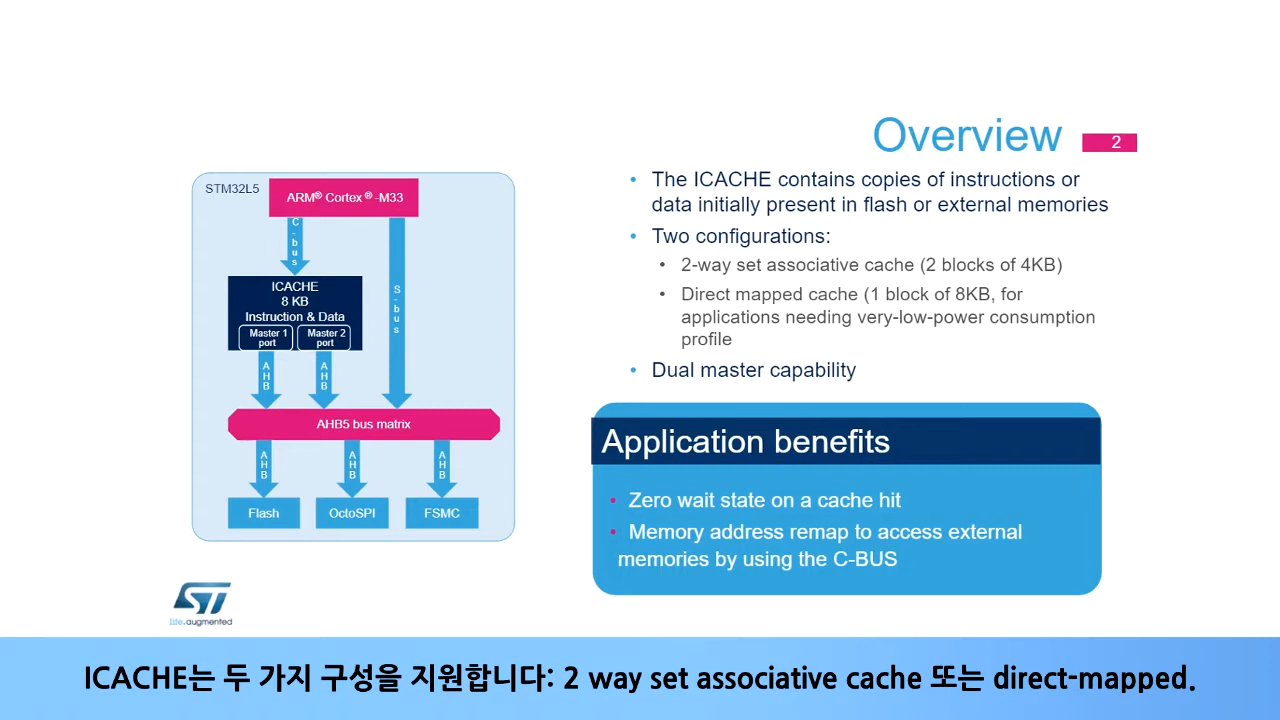 Overview
2
STM32L5
ARM® Cortex®-M33
C-bus
S-bus
ICACHE
8 KB
Instruction & Data
Master 1
port
Master 2
port
AHB
AHB
AHB5 bus matrix
AHB
AHB
AHB
Flash
OctoSPI
FSMC
• The ICACHE contains copies of instructions or
data initially present in flash or external memories
• Two configurations:
• 2-way set associative cache (2 blocks of 4KB)
• Direct mapped cache (1 block of 8KB, for
applications needing very-low-power consumption
profile
• Dual master capability
Application benefits
• Zero wait state on a cache hit
• Memory address remap to access external
memories by using the C-BUS
ST
life.augmented
ICACHE는 두 가지 구성을 지원합니다: 2 way set associative cache 또는 direct-mapped.